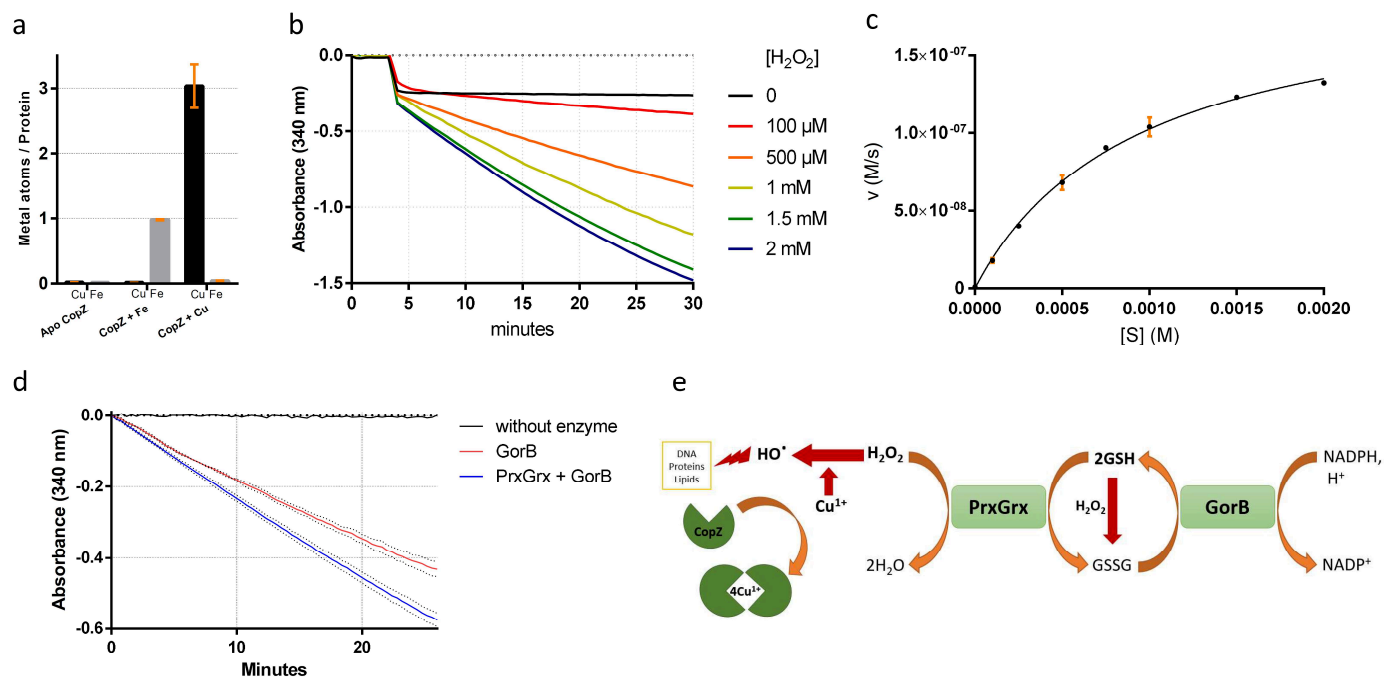 a
Metal atoms / Protein
3
2
1
0
Cu Fe
Cu Fe
Cu Fe
Apo CopZ
CopZ + Fe
CopZ + Cu
b
Absorbance (340 nm)
0.0
-0.5
-1.0
-1.5
0
5
10
15
20
25
30
minutes
[H₂O₂]
0
100 µM
500 µM
1 mM
1.5 mM
2 mM
c
v (M/s)
1.5×10⁻⁰⁷
1.0×10⁻⁰⁷
5.0×10⁻⁰⁸
0
0.0000
0.0005
0.0010
0.0015
0.0020
[S] (M)
d
Absorbance (340 nm)
0.0
-0.2
-0.4
-0.6
0
10
20
Minutes
without enzyme
GorB
PrxGrx + GorB
e
DNA
Proteins
Lipids
HO•
H₂O₂
Cu¹⁺
CopZ
4Cu¹⁺
2H₂O
PrxGrx
2GSH
H₂O₂
GSSG
GorB
NADPH,
H⁺
NADP⁺